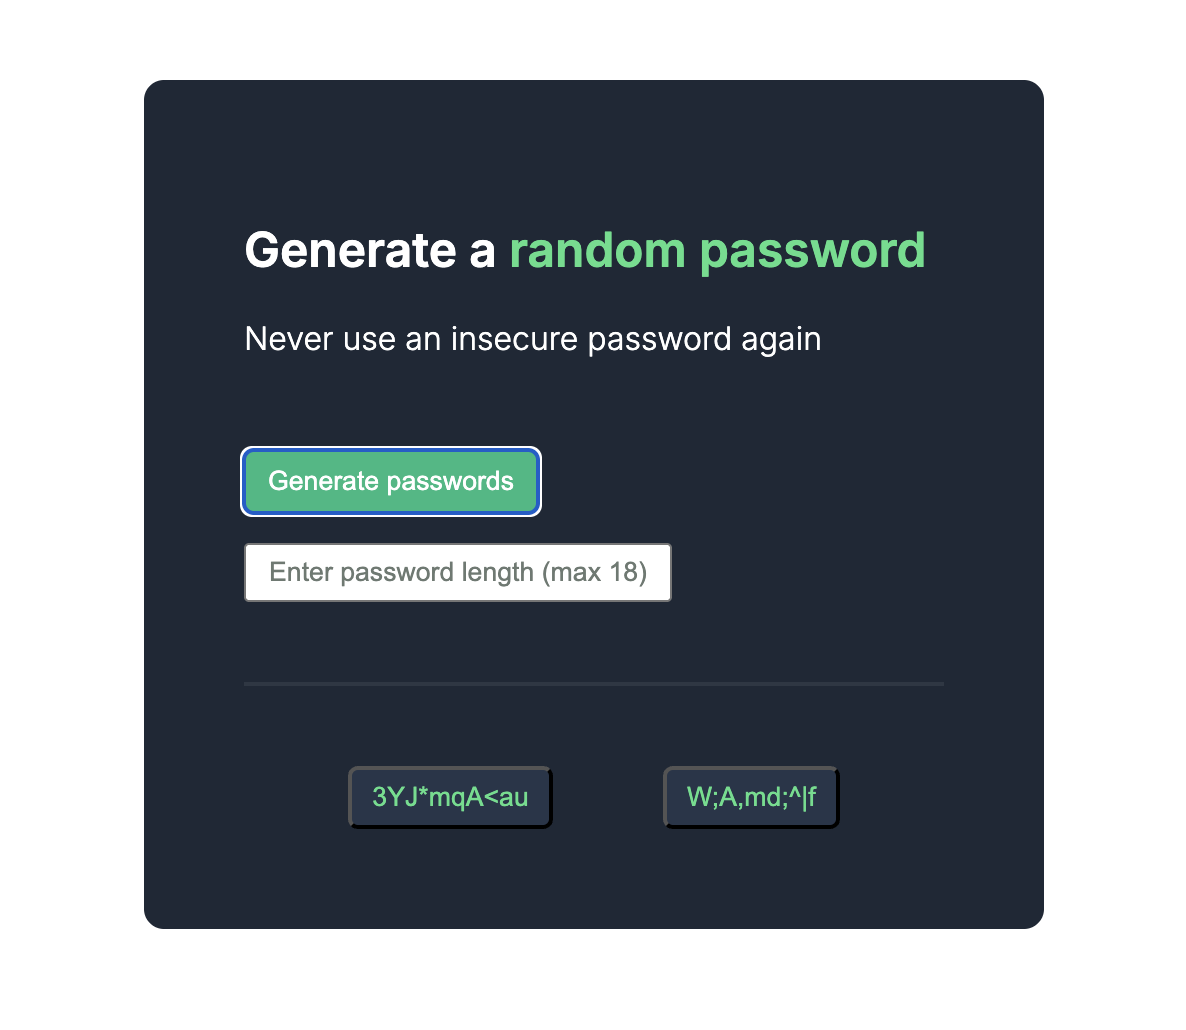 Generate a random password
Never use an insecure password again
Generate passwords
Enter password length (max 18)
3YJ*mqA<au
W;A,md;^|f